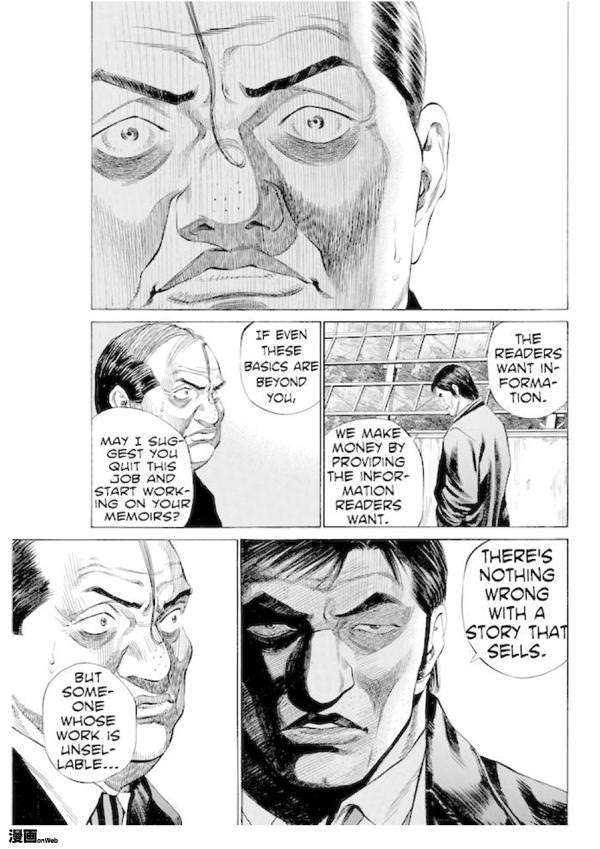 THE
READERS
WANT IN-
FORMA-
TION.
WE MAKE
MONEY BY
PROVIDING
THE INFOR-
MATION
READERS
WANT.
IF EVEN
THESE
BASICS ARE
BEYOND
YOU,
MAY I SUG-
GEST YOU
QUIT THIS
JOB AND
START WORK-
ING ON YOUR
MEMOIRS?
THERE'S
NOTHING
WRONG
WITH A
STORY THAT
SELLS.
BUT
SOME-
ONE
WHOSE
WORK IS
UNSEL-
LABLE...
漫画onWeb